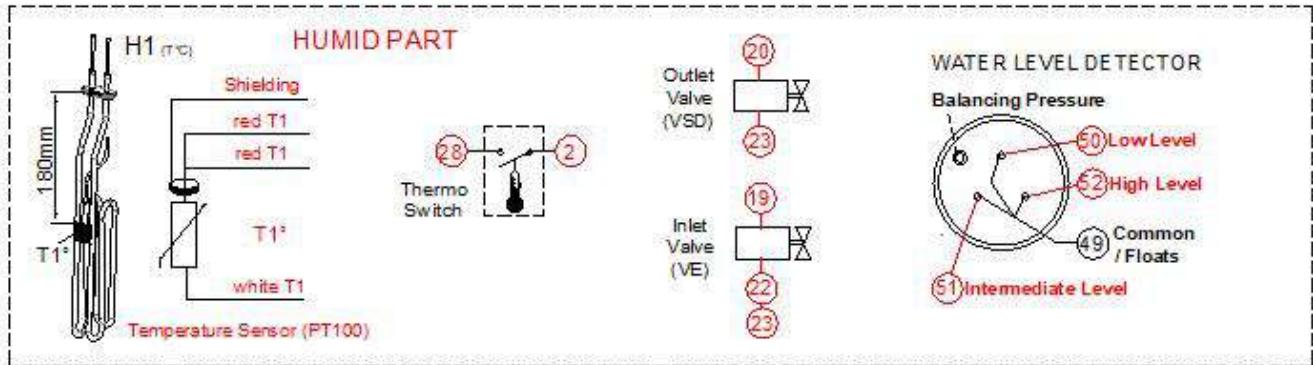 H1 (T°C)
HUMID PART
Shielding
red T1
red T1
180mm
T1°
T1°
white T1
Temperature Sensor (PT100)
28
2
Thermo
Switch
20
Outlet
Valve
(VSD)
23
19
Inlet
Valve
(VE)
22
23
WATER LEVEL DETECTOR
Balancing Pressure
50 Low Level
52 High Level
49 Common
/ Floats
51 Intermediate Level